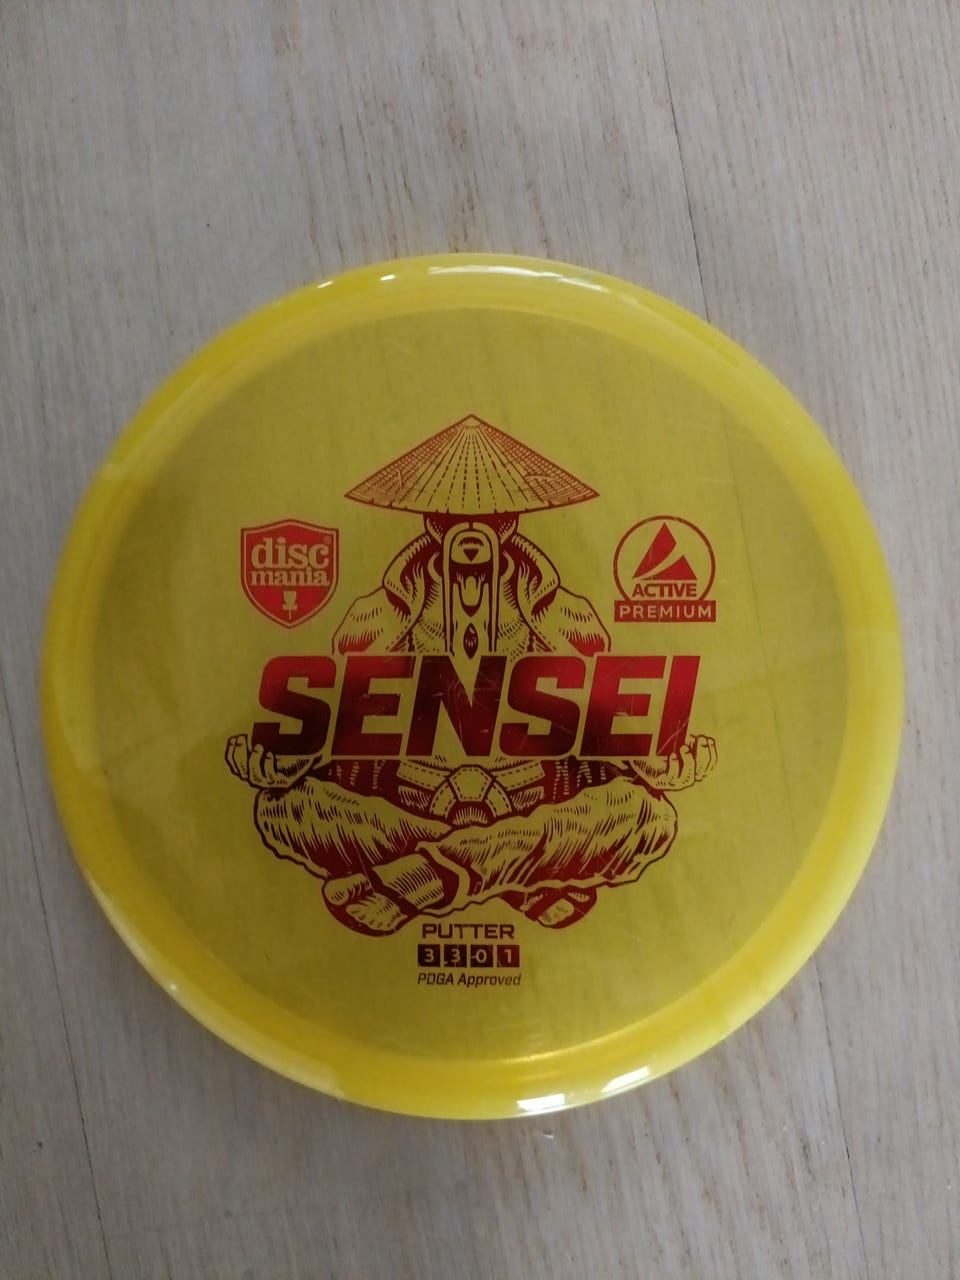 disc®
mania
ACTIVE
PREMIUM
SENSEI
PUTTER
3 3 0 1
PDGA Approved